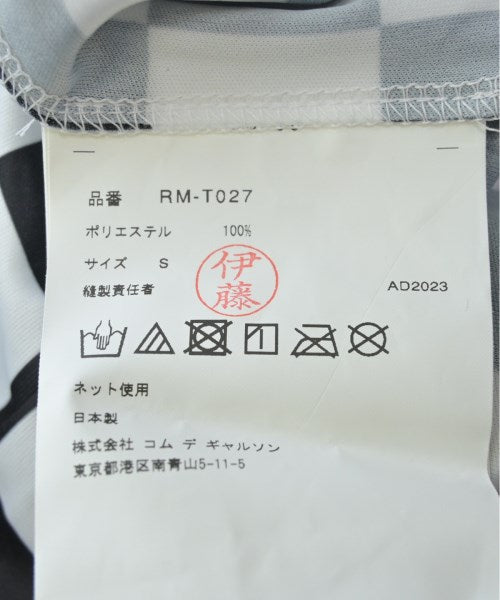 品番 RM-T027
ポリエステル 100%
サイズ S
伊藤
縫製責任者 AD2023
ネット使用
日本製
株式会社 コム デ ギャルソン
東京都港区南青山5-11-5